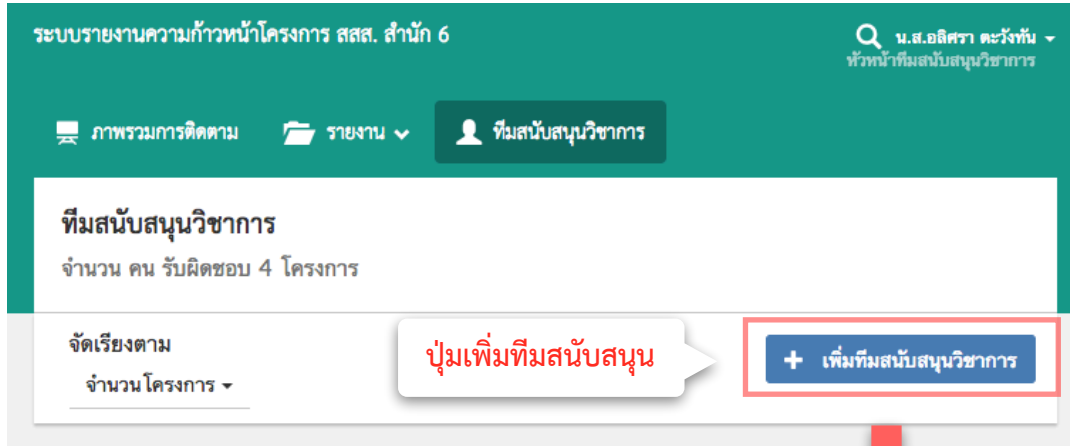 ระบบรายงานความก้าวหน้าโครงการ สสส. สำนัก 6
น.ส.อลิศรา ตะวังทัน
หัวหน้าทีมสนับสนุนวิชาการ
ภาพรวมการติดตาม รายงาน ทีมสนับสนุนวิชาการ
ทีมสนับสนุนวิชาการ
จำนวน คน รับผิดชอบ 4 โครงการ
จัดเรียงตาม
จำนวนโครงการ
ปุ่มเพิ่มทีมสนับสนุน
+ เพิ่มทีมสนับสนุนวิชาการ